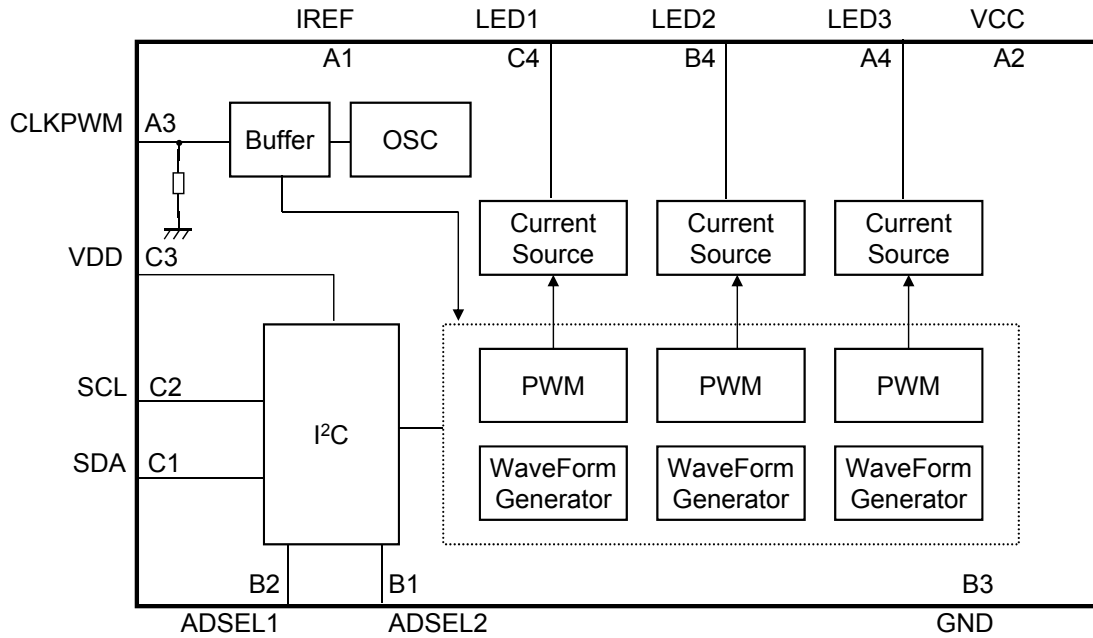 IREF LED1 LED2 LED3 VCC
A1 C4 B4 A4 A2
CLKPWM A3 Buffer OSC
Current Source Current Source Current Source
VDD C3
PWM PWM PWM
SCL C2
I²C
SDA C1
WaveForm Generator WaveForm Generator WaveForm Generator
B2 B1 B3
ADSEL1 ADSEL2 GND